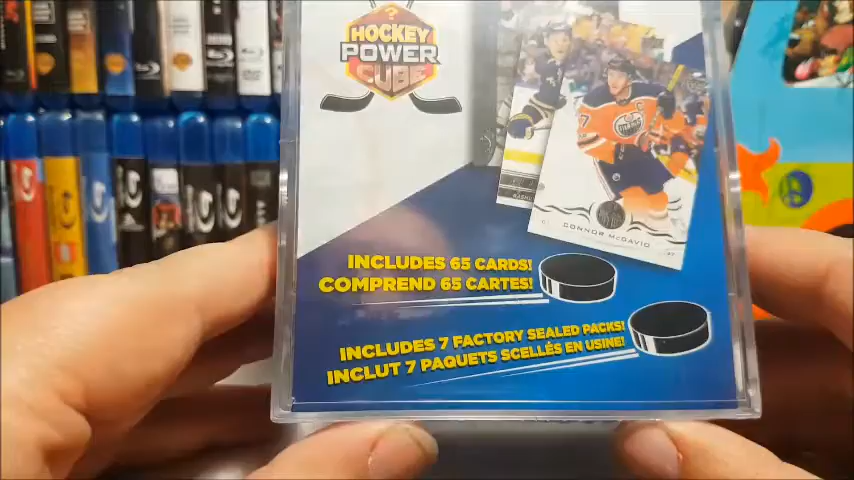 HOCKEY
POWER
CUBE
CONNOR McDAVID
INCLUDES 65 CARDS!
COMPREND 65 CARTES!
INCLUDES 7 FACTORY SEALED PACKS!
INCLUT 7 PAQUETS SCELLÉS EN USINE!